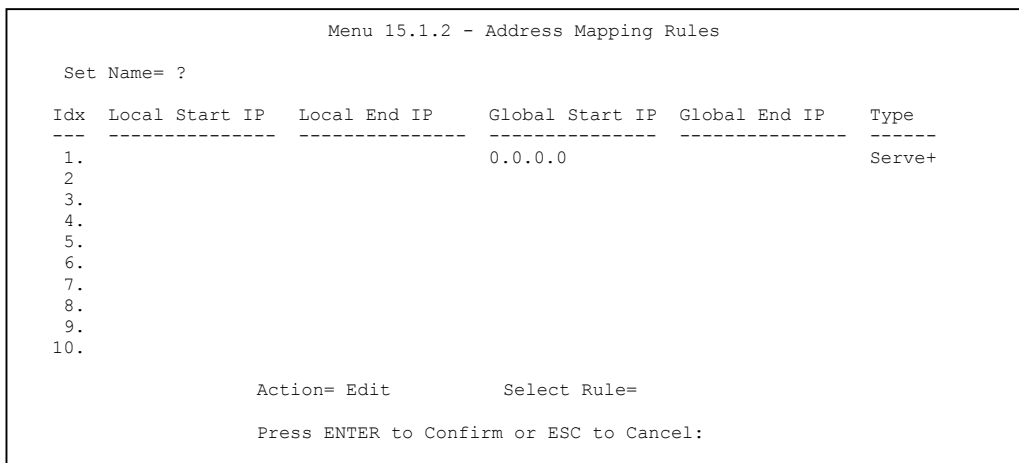 Menu 15.1.2 - Address Mapping Rules
Set Name= ?
Idx  Local Start IP   Local End IP     Global Start IP  Global End IP    Type
---  ---------------  ---------------  ---------------  ---------------  ------
1.                                     0.0.0.0                           Serve+
2
3.
4.
5.
6.
7.
8.
9.
10.
Action= Edit          Select Rule=
Press ENTER to Confirm or ESC to Cancel: